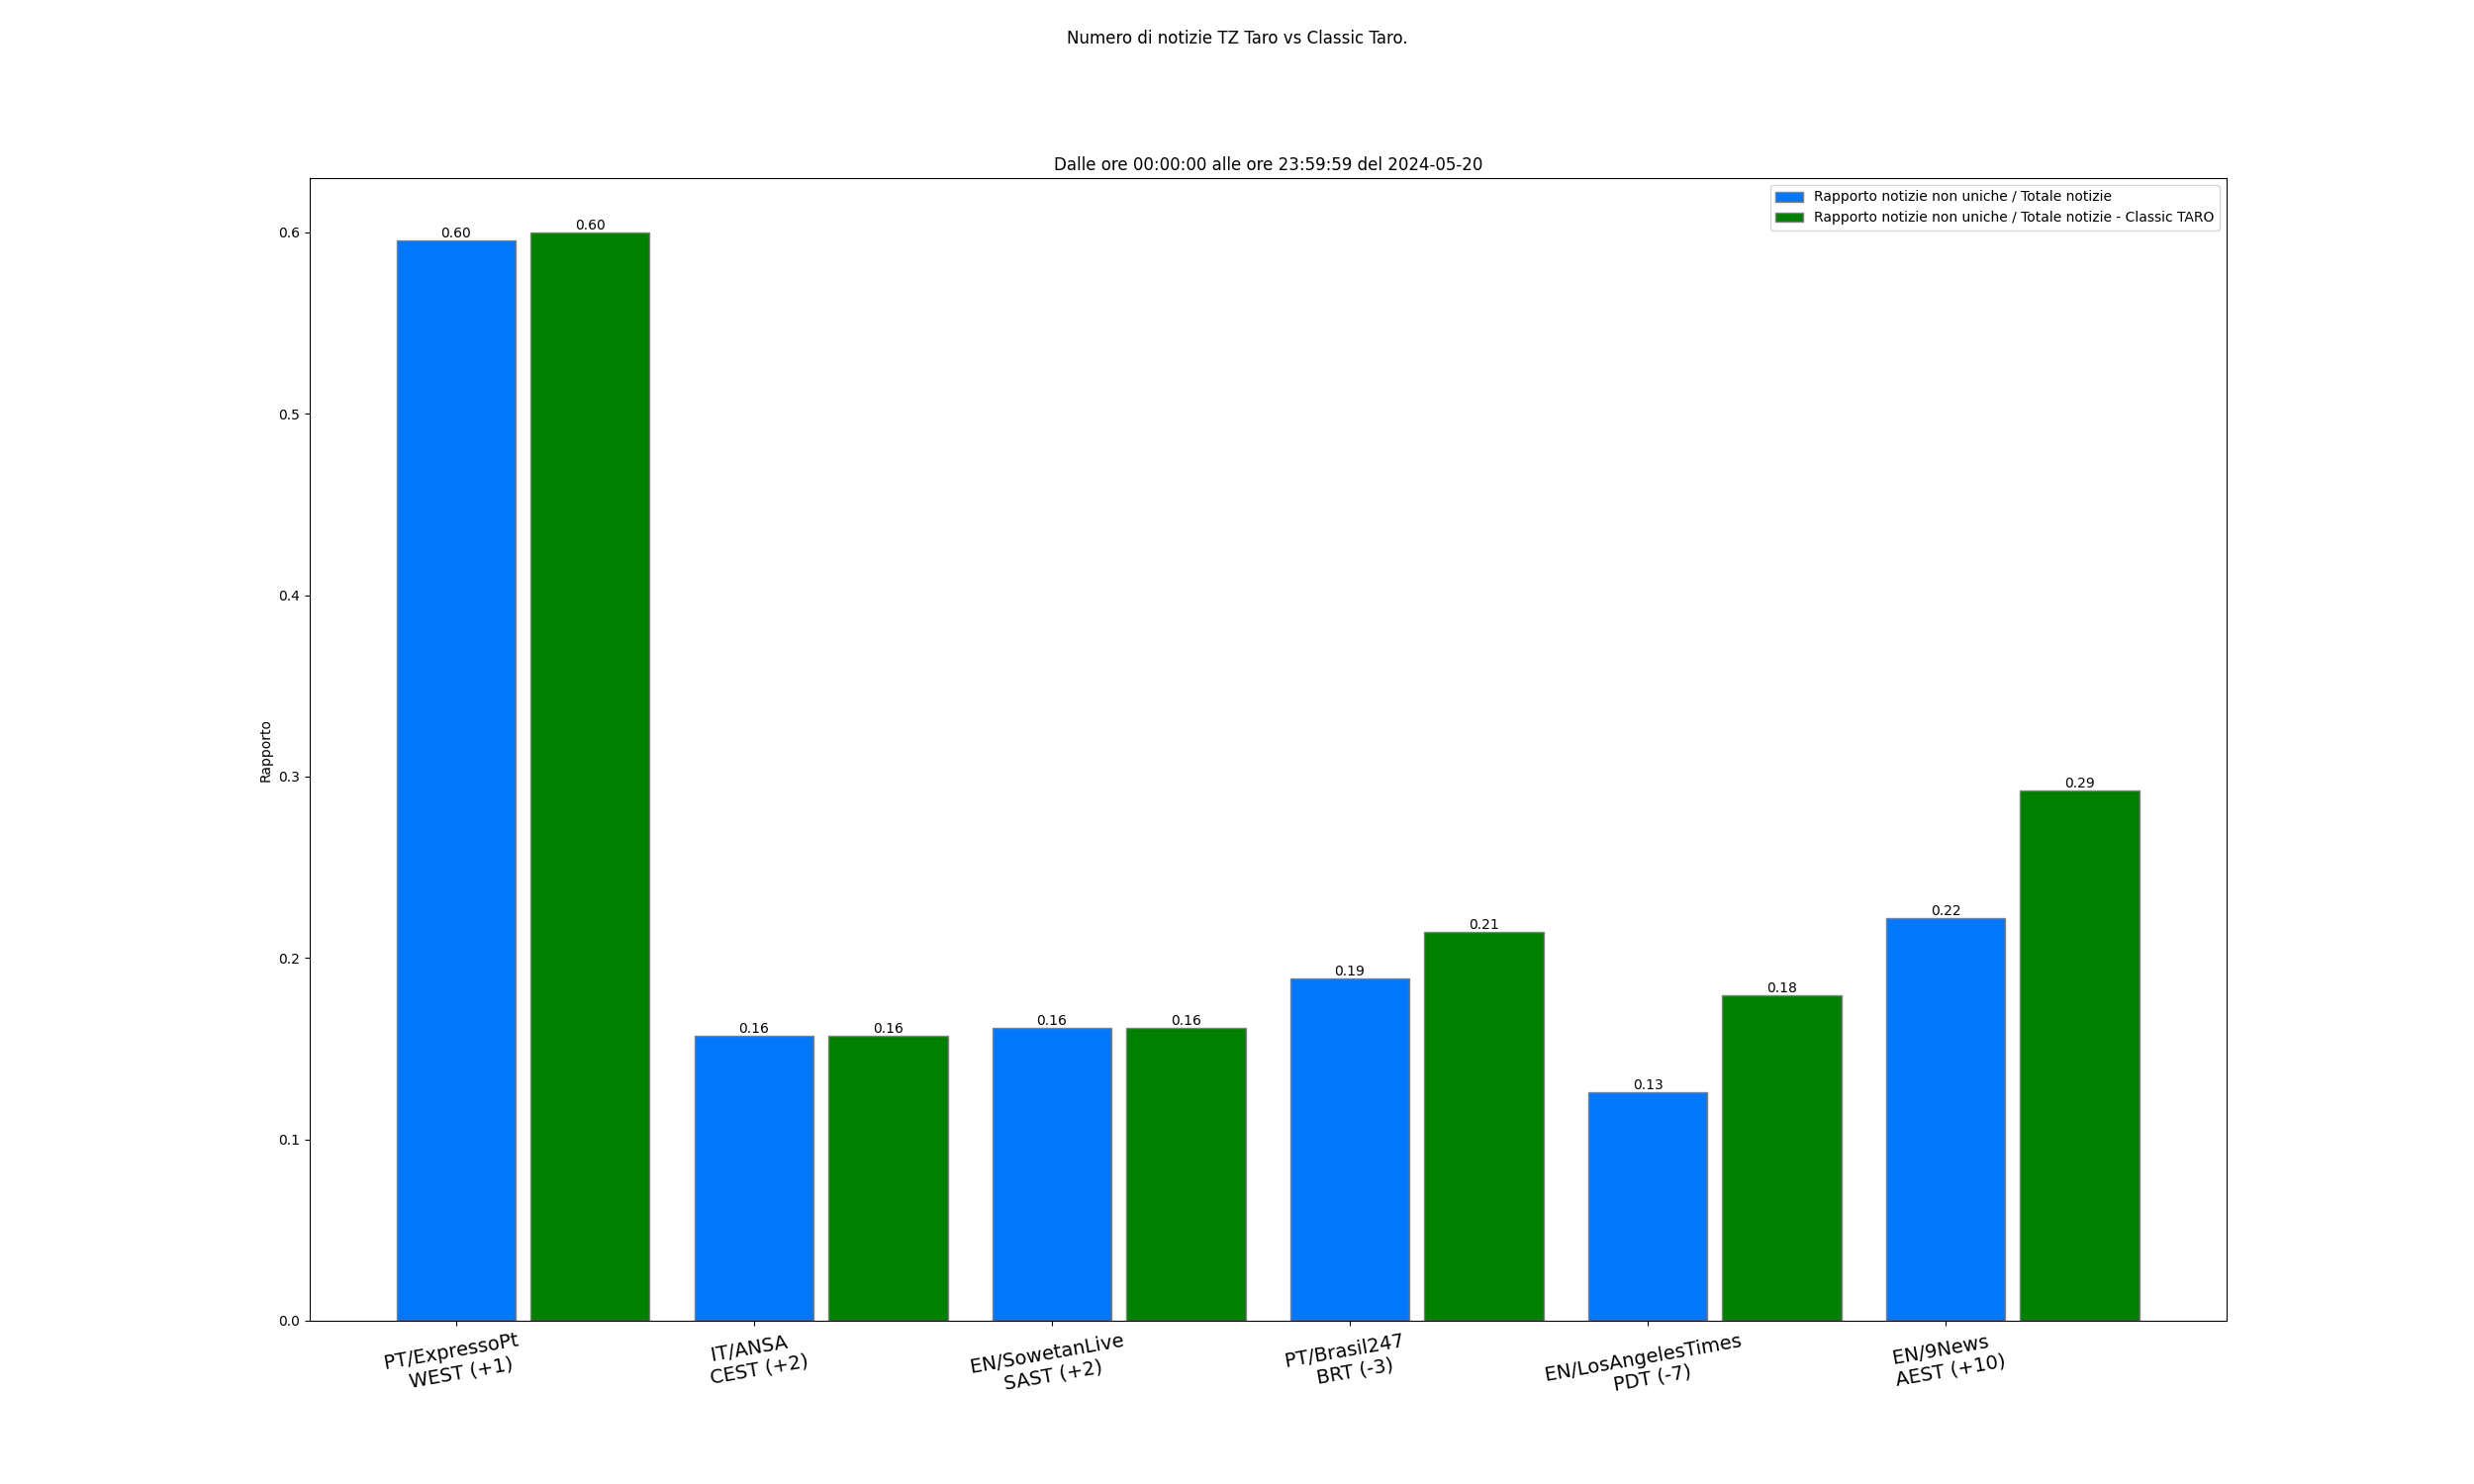 Numero di notizie TZ Taro vs Classic Taro.
Dalle ore 00:00:00 alle ore 23:59:59 del 2024-05-20
Rapporto notizie non uniche / Totale notizie
Rapporto notizie non uniche / Totale notizie - Classic TARO
Rapporto
0.6
0.5
0.4
0.3
0.2
0.1
0.0
0.60
0.60
0.16
0.16
0.16
0.16
0.19
0.21
0.13
0.18
0.22
0.29
PT/ExpressoPt
WEST (+1)
IT/ANSA
CEST (+2)
EN/SowetanLive
SAST (+2)
PT/Brasil247
BRT (-3)
EN/LosAngelesTimes
PDT (-7)
EN/9News
AEST (+10)